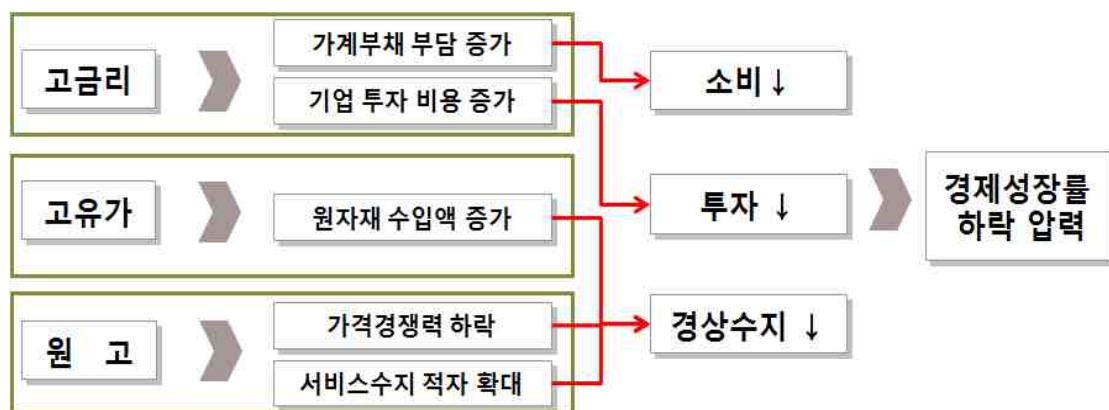 고금리
가계부채 부담 증가
기업 투자 비용 증가
소비 ↓
고유가
원자재 수입액 증가
투자 ↓
경제성장률
하락 압력
원 고
가격경쟁력 하락
서비스수지 적자 확대
경상수지 ↓